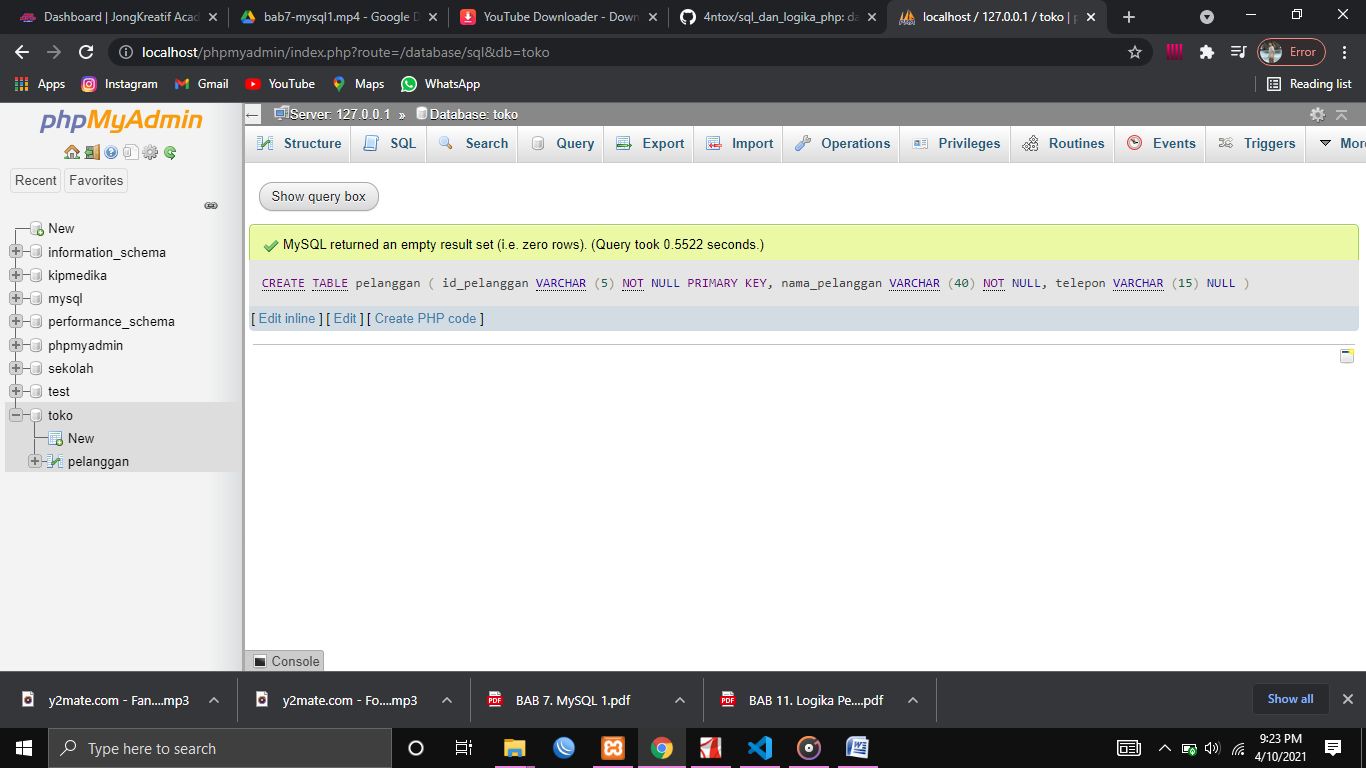 Dashboard | JongKreatif Acad
bab7-mysql1.mp4 - Google D
YouTube Downloader - Down
4ntox/sql_dan_logika_php: da
localhost / 127.0.0.1 / toko | p
localhost/phpmyadmin/index.php?route=/database/sql&db=toko
Error
Apps
Instagram
Gmail
YouTube
Maps
WhatsApp
Reading list
phpMyAdmin
Server: 127.0.0.1 » Database: toko
Structure
SQL
Search
Query
Export
Import
Operations
Privileges
Routines
Events
Triggers
More
Recent
Favorites
New
information_schema
kipmedika
mysql
performance_schema
phpmyadmin
sekolah
test
toko
New
pelanggan
Show query box
MySQL returned an empty result set (i.e. zero rows). (Query took 0.5522 seconds.)
CREATE TABLE pelanggan ( id_pelanggan VARCHAR (5) NOT NULL PRIMARY KEY, nama_pelanggan VARCHAR (40) NOT NULL, telepon VARCHAR (15) NULL )
[ Edit inline ] [ Edit ] [ Create PHP code ]
Console
y2mate.com - Fan....mp3
y2mate.com - Fo....mp3
PDF
BAB 7. MySQL 1.pdf
PDF
BAB 11. Logika Pe....pdf
Show all
Type here to search
9:23 PM
4/10/2021